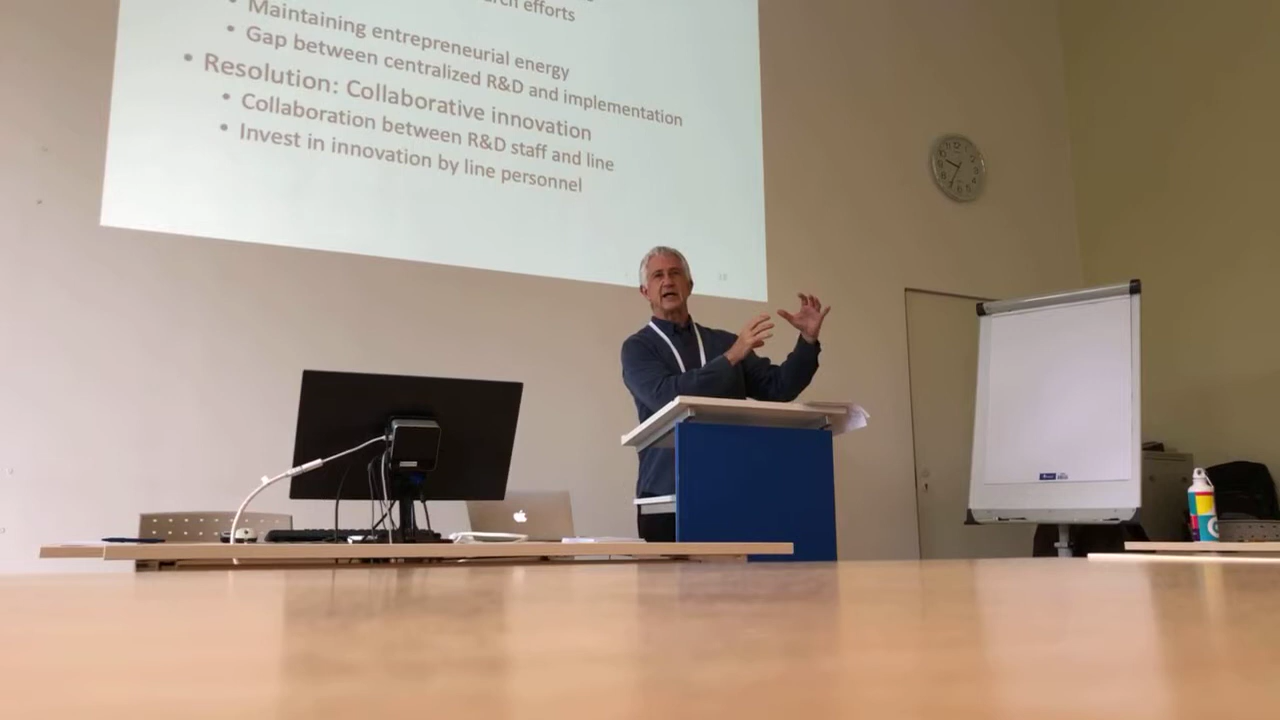 efforts
• Maintaining entrepreneurial energy
• Gap between centralized R&D and implementation
• Resolution: Collaborative innovation
• Collaboration between R&D staff and line
• Invest in innovation by line personnel